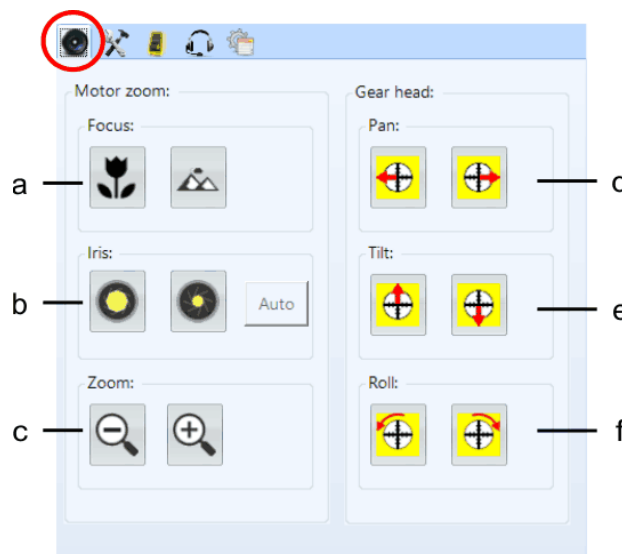 Motor zoom:
Gear head:
Focus:
Pan:
a
Iris:
Tilt:
b
Auto
e
Zoom:
Roll:
c
f